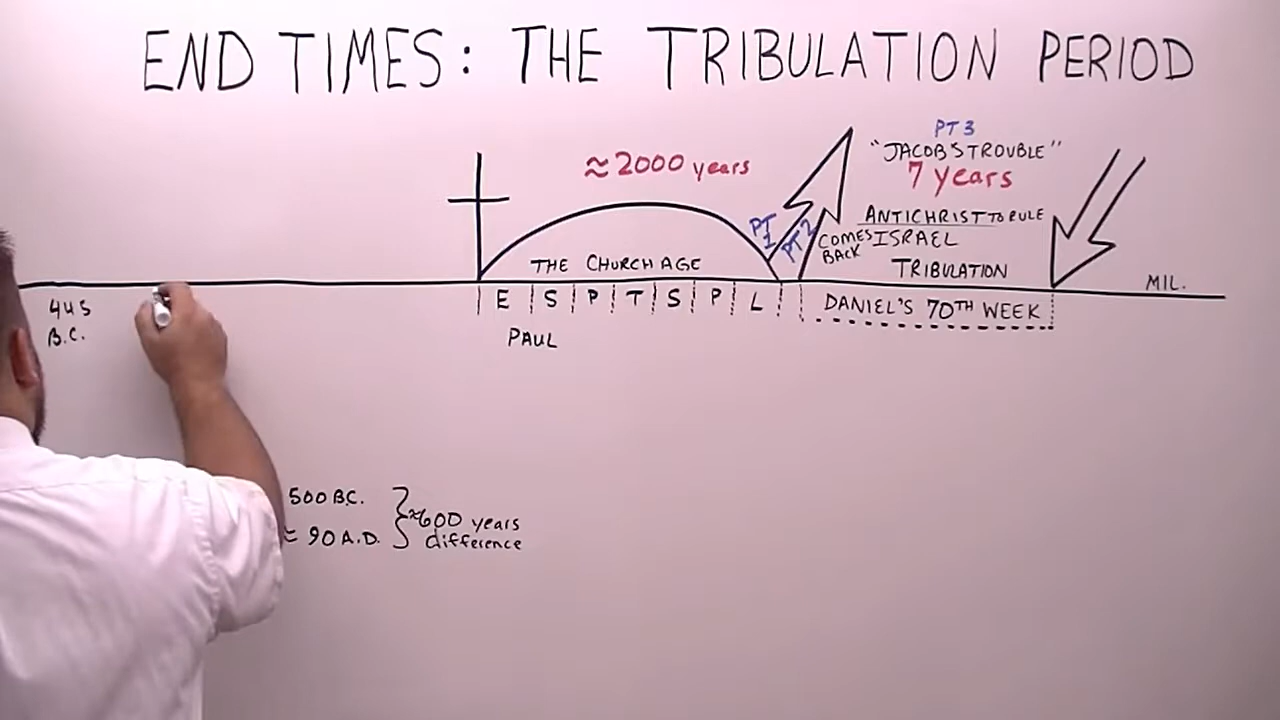 END TIMES: THE TRIBULATION PERIOD
PT 3
≈ 2000 years
"JACOBS TROUBLE"
7 years
PT 1
PT 2
ANTICHRIST TO RULE
COMES BACK
ISRAEL
THE CHURCH AGE
TRIBULATION
MIL.
445
B.C.
E S P T S P L
DANIEL'S 70TH WEEK
PAUL
500 B.C.
≈ 90 A.D.
≈600 years
difference